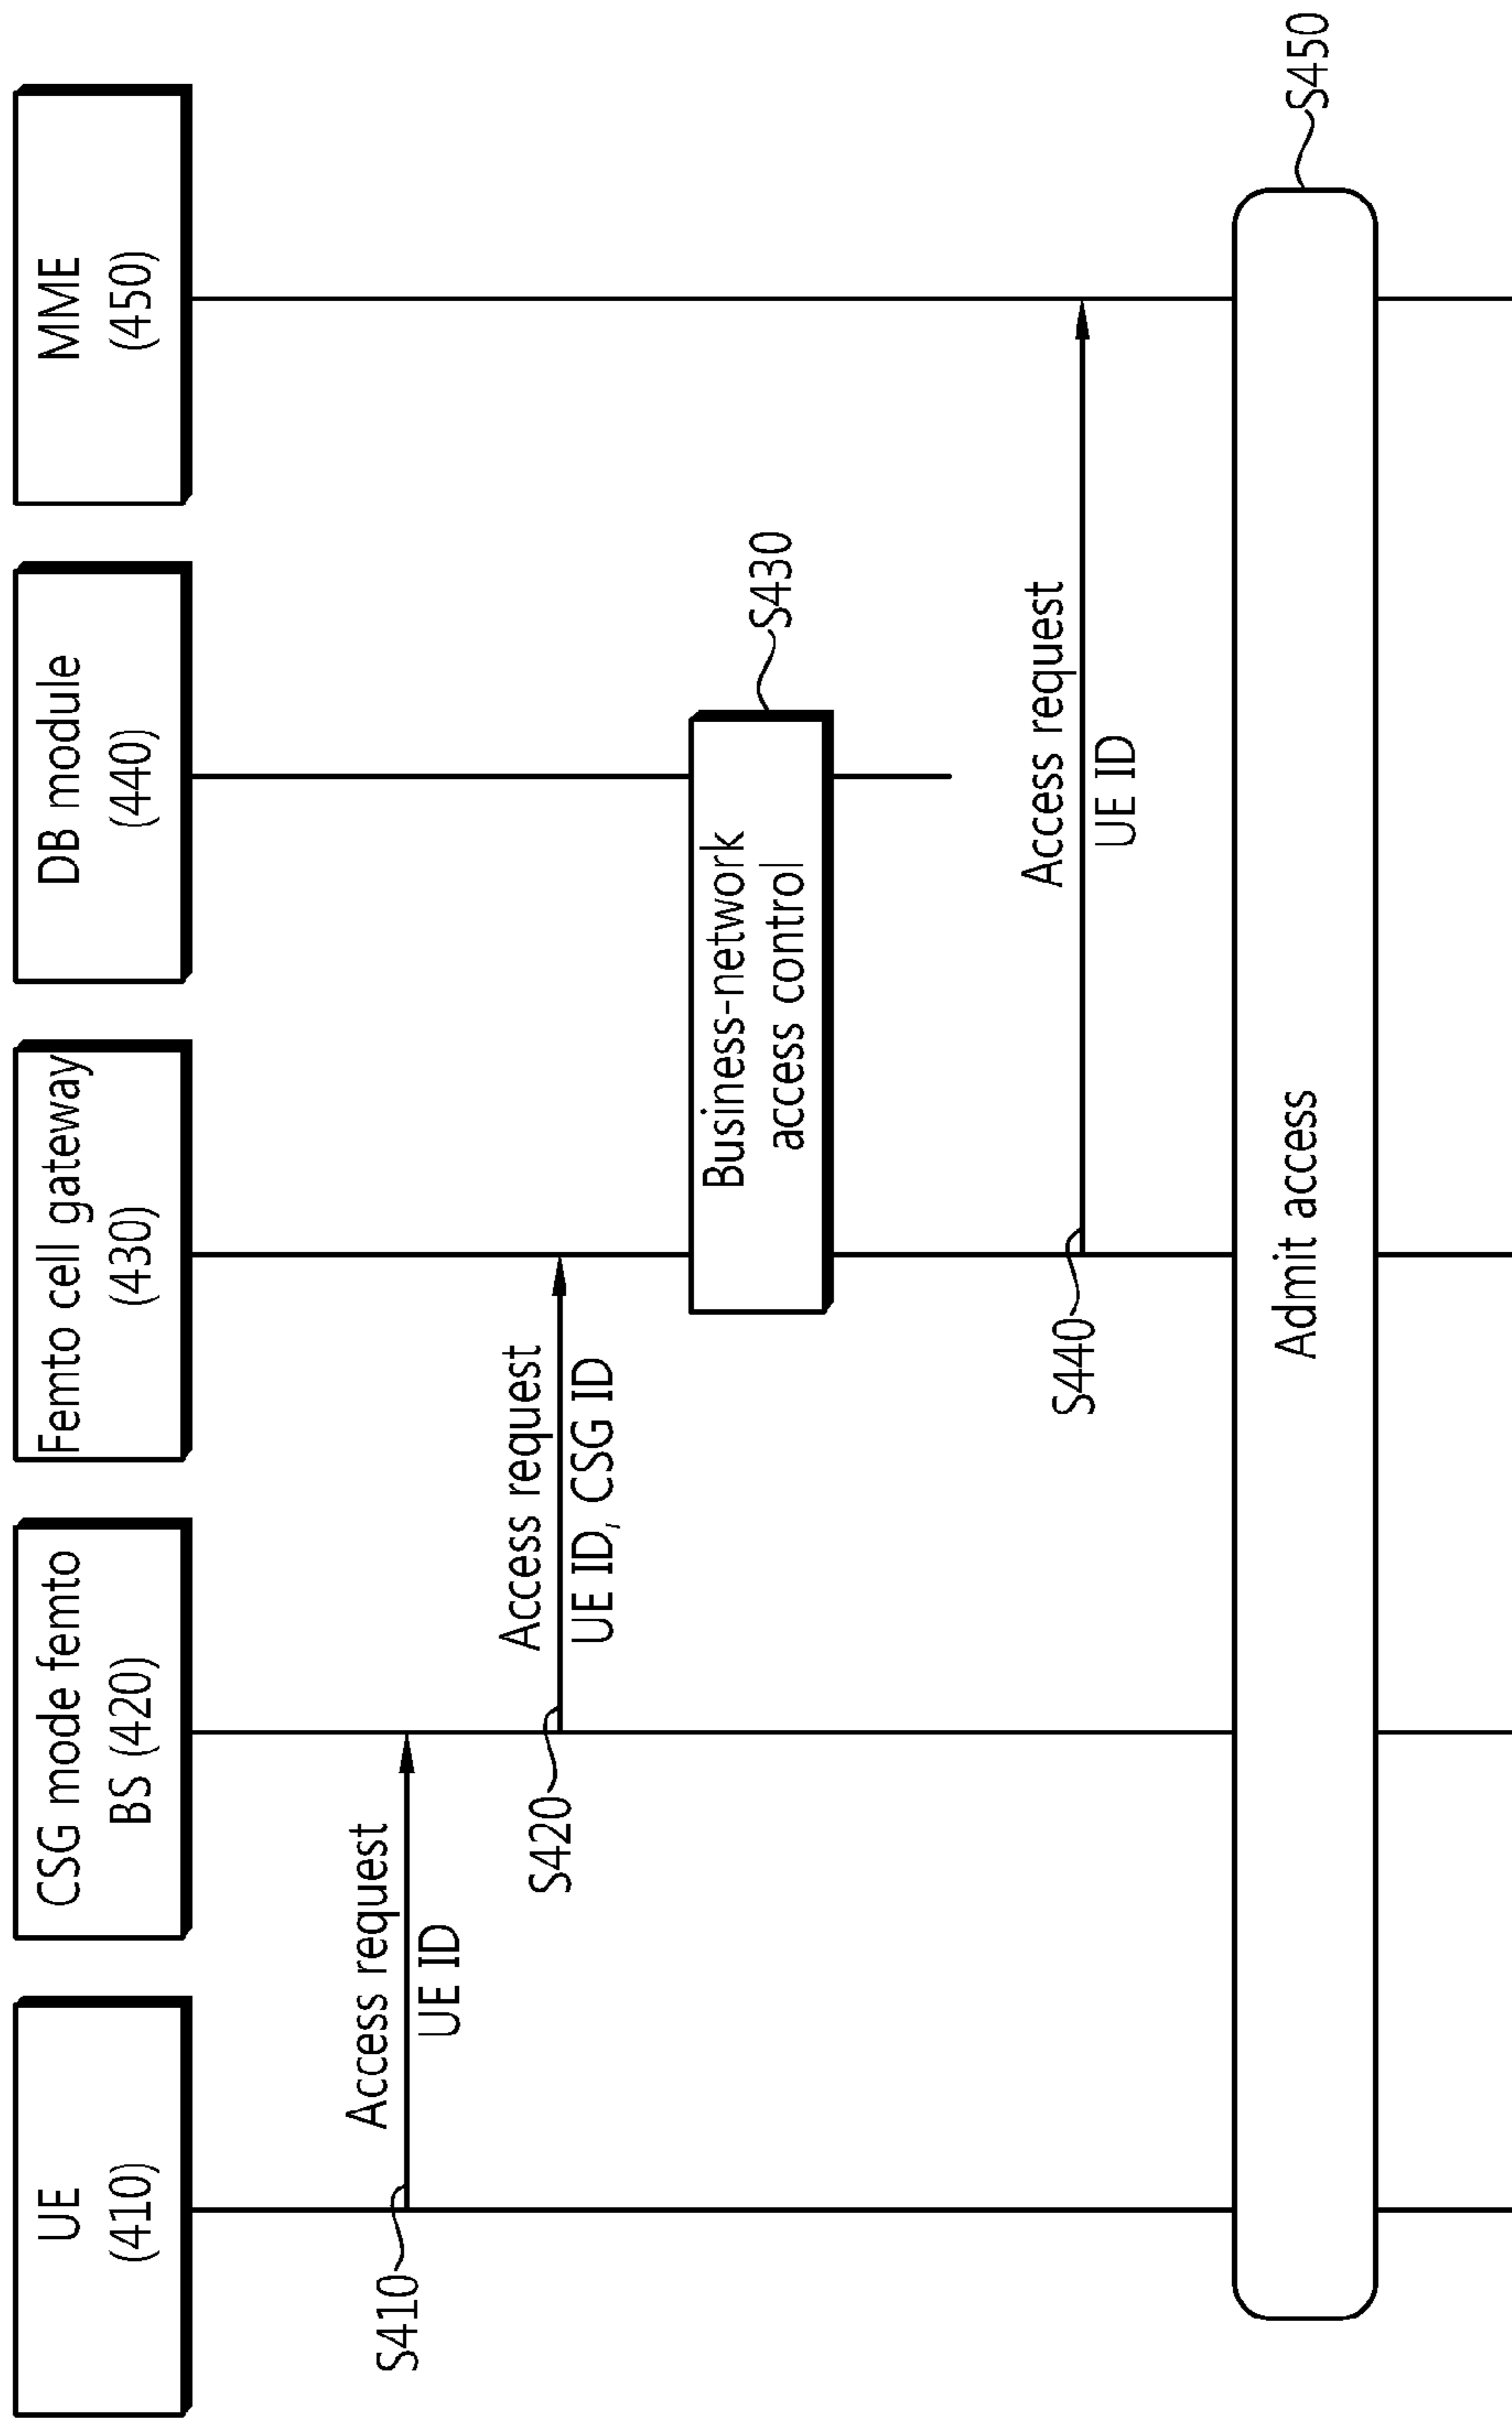 UE
(410)
CSG mode femto
BS (420)
Femto cell gateway
(430)
DB module
(440)
MME
(450)
S410
Access request
UE ID
S420
Access request
UE ID, CSG ID
Business-network
access control
S430
S440
Access request
UE ID
Admit access
S450